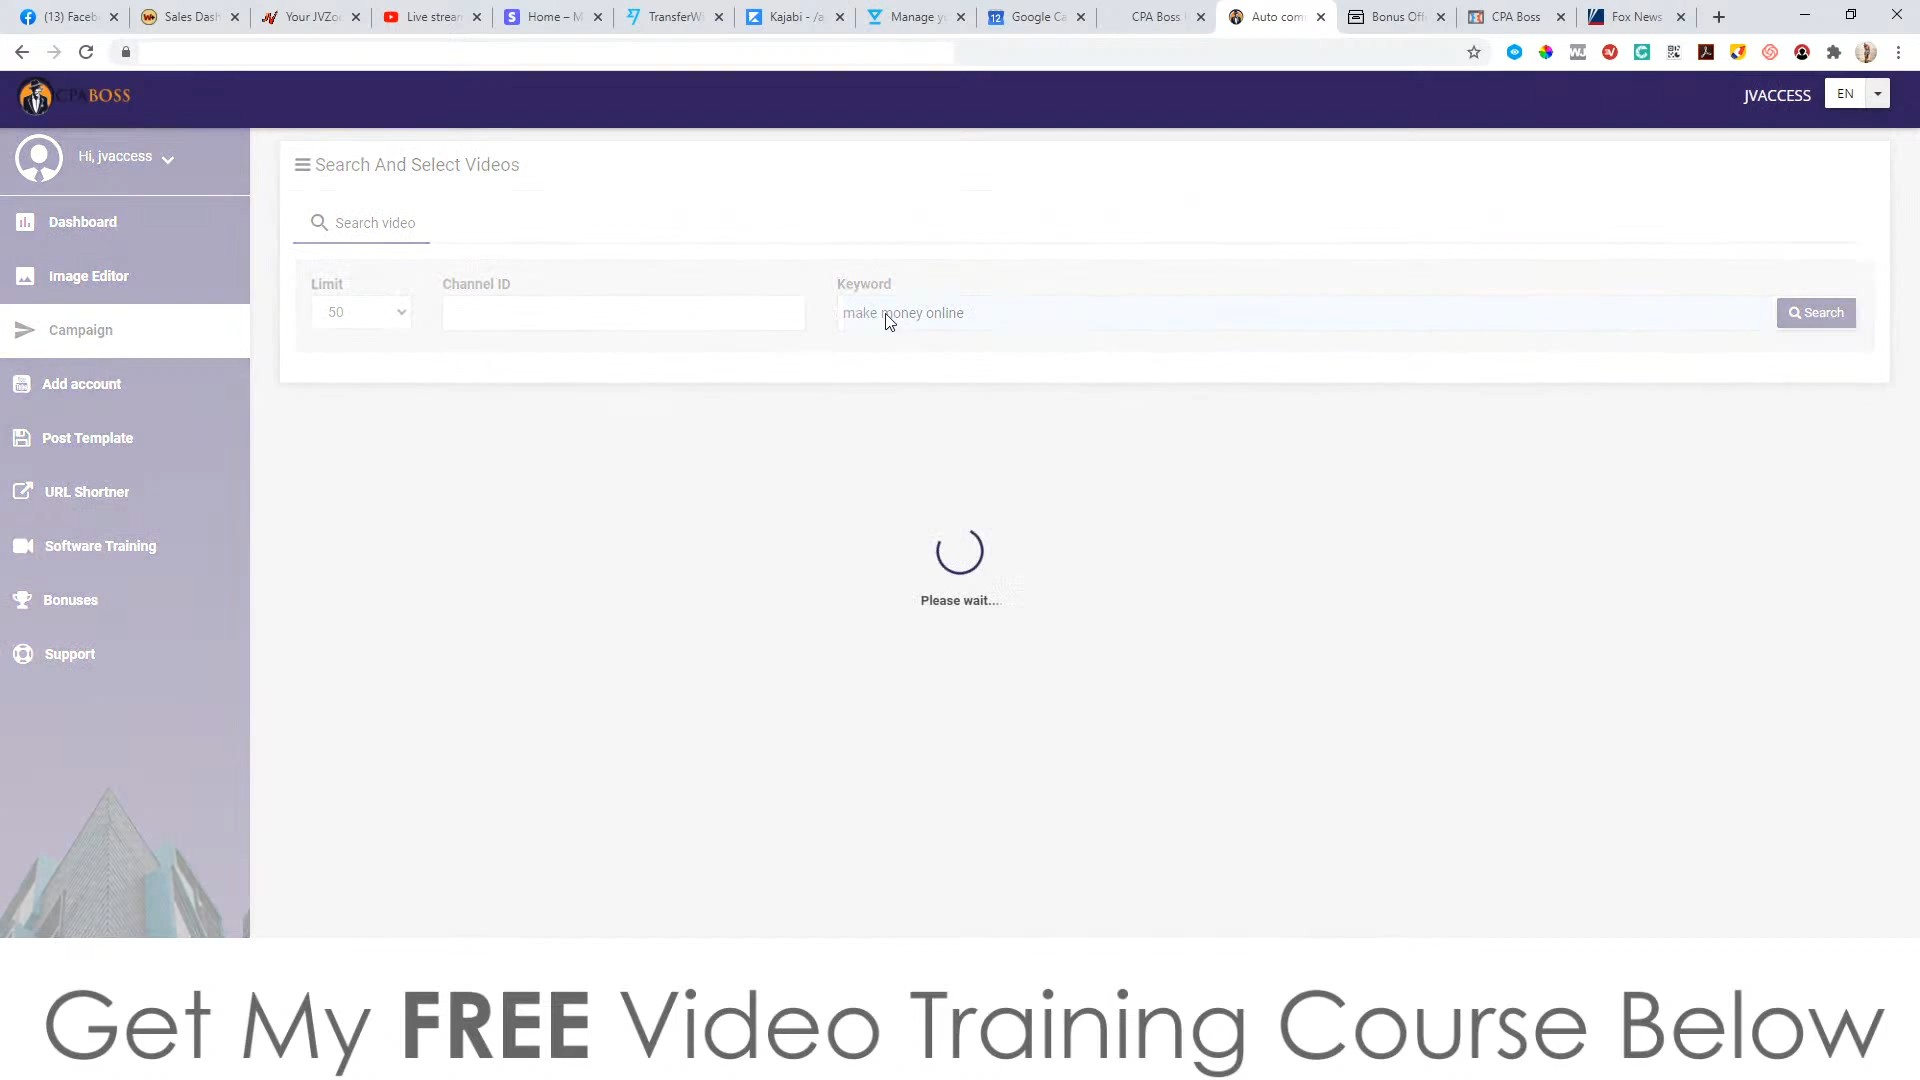 (13) Faceb
Sales Dash
Your JVZoo
Live stream
Home – M
TransferWi
Kajabi - /a
Manage yo
12
Google Ca
CPA Boss
Auto com
Bonus Off
CPA Boss
Fox News
CPABOSS
JVACCESS
EN
Hi, jvaccess
Search And Select Videos
Dashboard
Search video
Image Editor
Limit
Channel ID
Keyword
50
make money online
Search
Campaign
Add account
Post Template
URL Shortner
Software Training
Please wait...
Bonuses
Support
Get My FREE Video Training Course Below